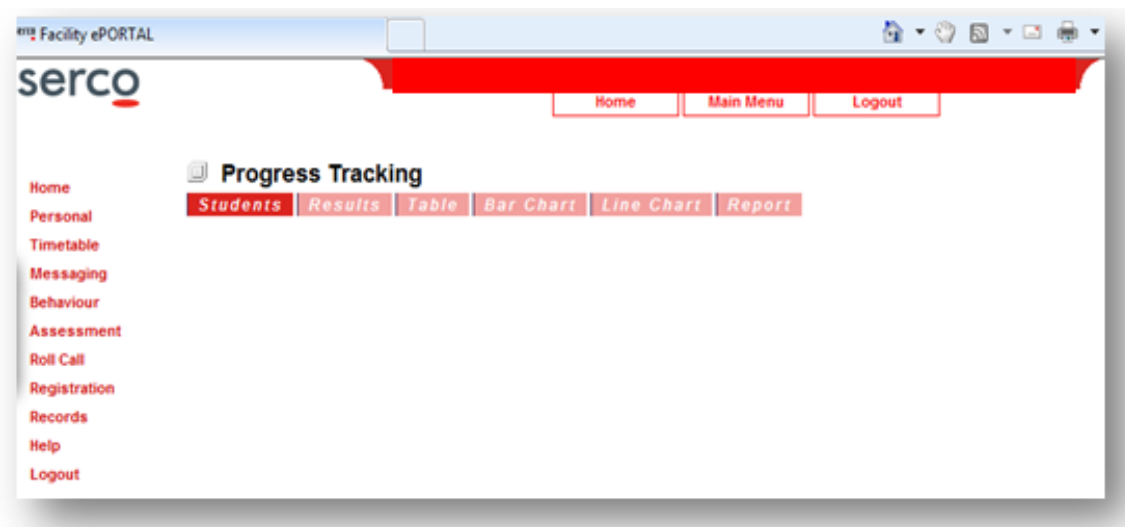 Facility ePORTAL
serco
Home Main Menu Logout
Progress Tracking
Students Results Table Bar Chart Line Chart Report
Home
Personal
Timetable
Messaging
Behaviour
Assessment
Roll Call
Registration
Records
Help
Logout